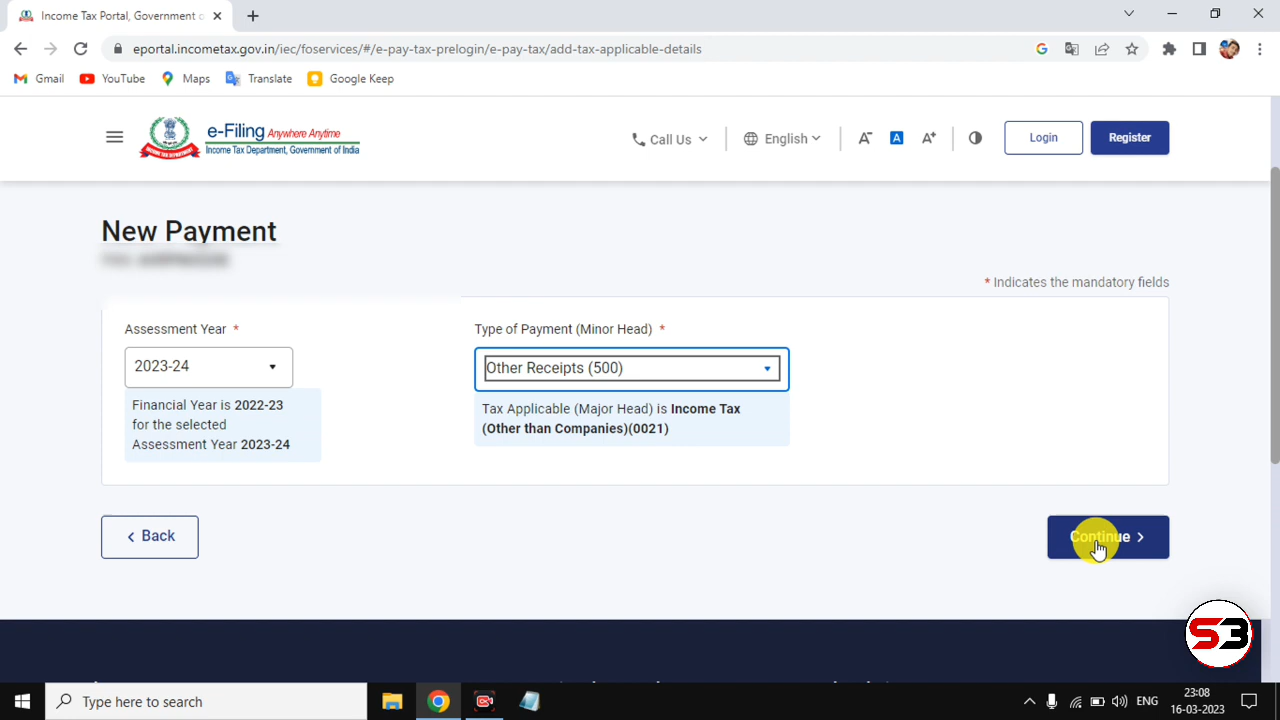 Income Tax Portal, Government o
eportal.incometax.gov.in/iec/foservices/#/e-pay-tax-prelogin/e-pay-tax/add-tax-applicable-details
Gmail
YouTube
Maps
Translate
Google Keep
e-Filing Anywhere Anytime
Income Tax Department, Government of India
Call Us
English
A-
A
A+
Login
Register
New Payment
* Indicates the mandatory fields
Assessment Year *
2023-24
Financial Year is 2022-23
for the selected
Assessment Year 2023-24
Type of Payment (Minor Head) *
Other Receipts (500)
Tax Applicable (Major Head) is Income Tax
(Other than Companies)(0021)
Back
Continue
S3
Type here to search
ENG
23:08
16-03-2023